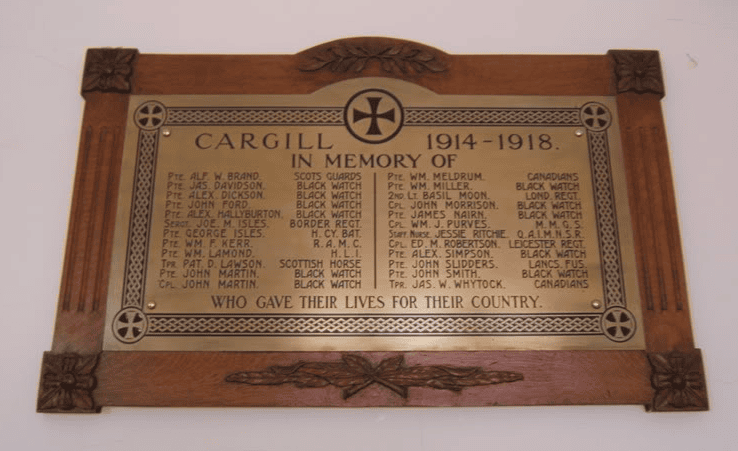 CARGILL 1914-1918.
IN MEMORY OF
PTE. ALF. W. BRAND. SCOTS GUARDS
PTE. JAS. DAVIDSON. BLACK WATCH
PTE. ALEX. DICKSON. BLACK WATCH
PTE. JOHN FORD. BLACK WATCH
PTE. ALEX. HALLYBURTON. BLACK WATCH
SERGT. JOE. M. ISLES. BORDER REGT.
PTE. GEORGE ISLES. H. CY. BAT.
PTE. WM. F. KERR. R. A. M. C.
PTE. WM. LAMOND. H. L. I.
TPR. PAT. D. LAWSON. SCOTTISH HORSE
PTE. JOHN MARTIN. BLACK WATCH
CPL. JOHN MARTIN. BLACK WATCH
PTE. WM. MELDRUM. CANADIANS
PTE. WM. MILLER. BLACK WATCH
2ND LT. BASIL MOON. LOND. REGT.
CPL. JOHN MORRISON. BLACK WATCH
PTE. JAMES NAIRN. BLACK WATCH
CPL. WM. J. PURVES. M. M. G. S.
STAFF NURSE JESSIE RITCHIE. Q.A.I.M.N.S.R.
CPL. ED. M. ROBERTSON. LEICESTER REGT.
PTE. ALEX. SIMPSON. BLACK WATCH
PTE. JOHN SLIDDERS. LANCS. FUS.
PTE. JOHN SMITH. BLACK WATCH
TPR. JAS. W. WHYTOCK. CANADIANS
WHO GAVE THEIR LIVES FOR THEIR COUNTRY.